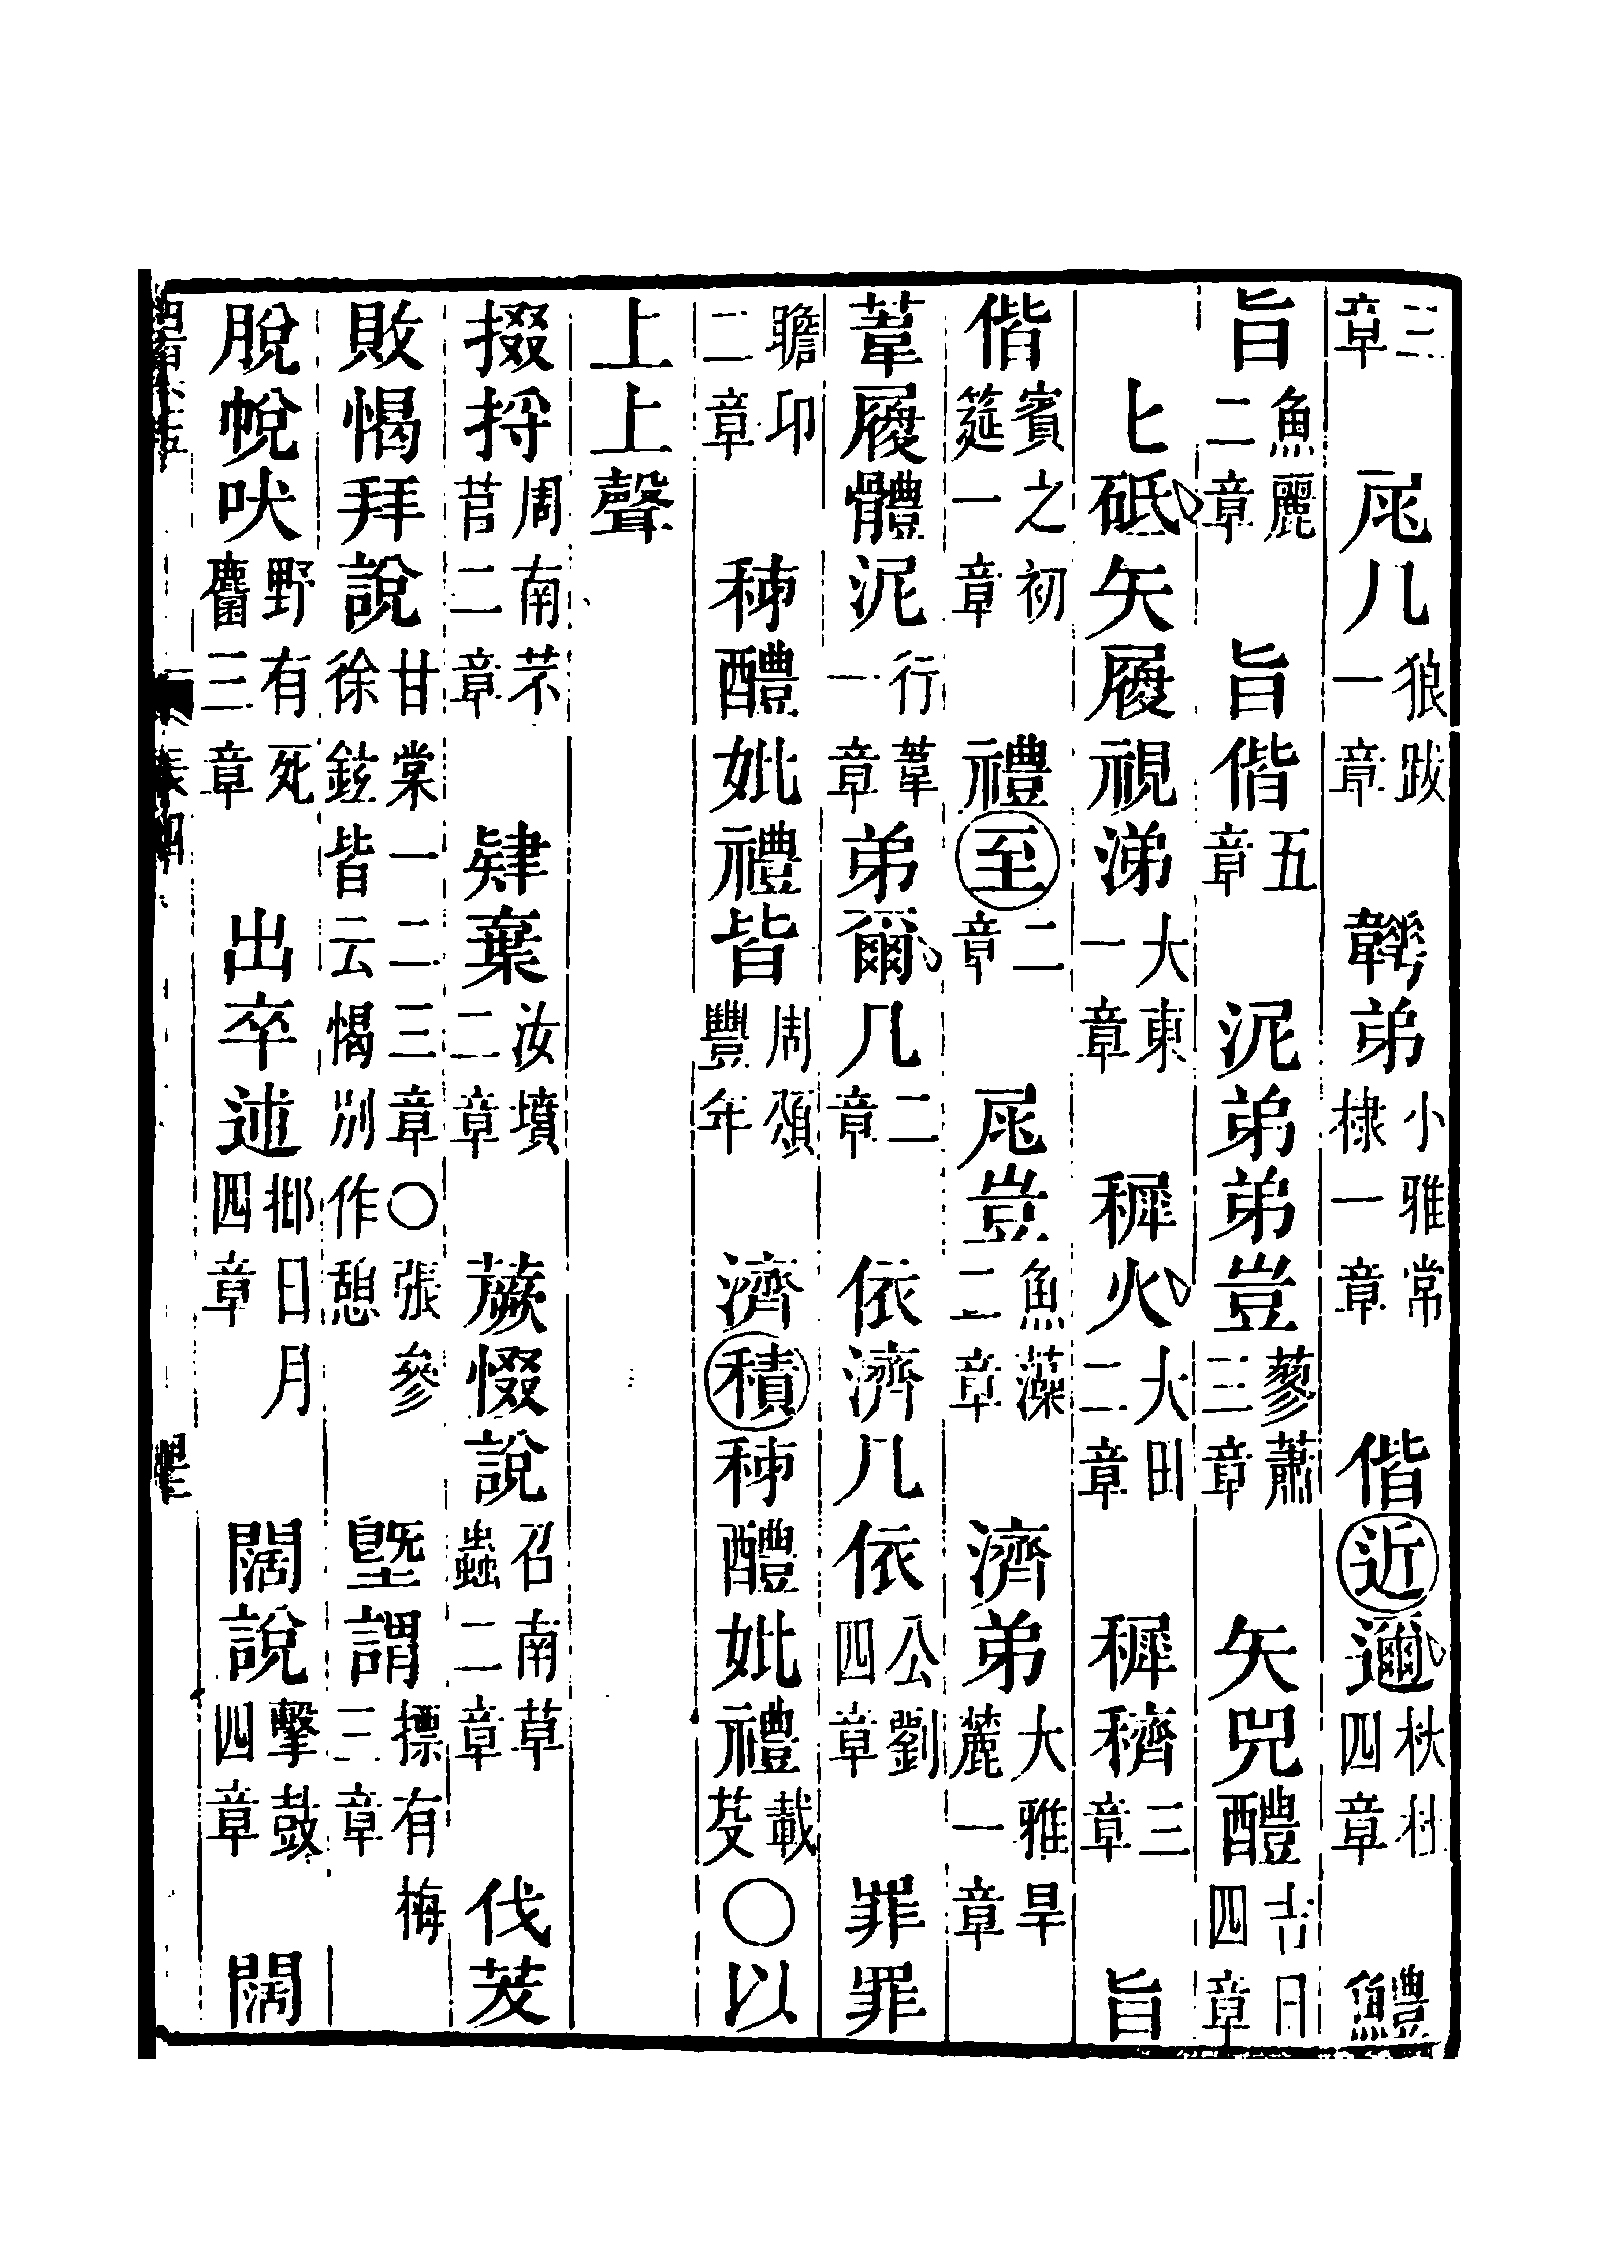 三章　尾几狼跋一章　韡弟小雅常棣一章　偕近邇杕杜四章　鱧
旨魚麗二章　旨偕五章　泥弟弟豈蓼蕭三章　矢兕醴吉日四章
匕砥矢履視涕大東一章　穉火大田二章　穉穧三章　旨
偕賓之初筵一章　禮至二章　尾豈魚藻二章　濟弟大雅旱麓一章
葦履體泥行葦一章　弟爾几二章　依濟几依公劉四章　罪罪
瞻卬二章　秭醴妣禮皆周頌豐年　濟積秭醴妣禮載芟○以
上上聲
掇捋周南芣苢二章　肄棄汝墳二章　蕨惙說召南草蟲二章　伐茇
敗愒拜說甘棠一二三章○張參徐鉉皆云愒別作憩　塈謂摽有梅三章
脫帨吠野有死麕三章　出卒述邶日月四章　闊說擊鼓四章　闊